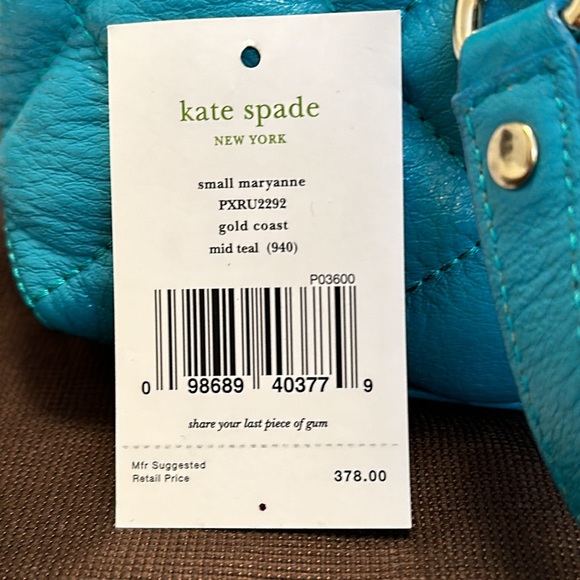 kate spade
NEW YORK
small maryanne
PXRU2292
gold coast
mid teal (940)
P03600
0 98689 40377 9
share your last piece of gum
Mfr Suggested
Retail Price 378.00